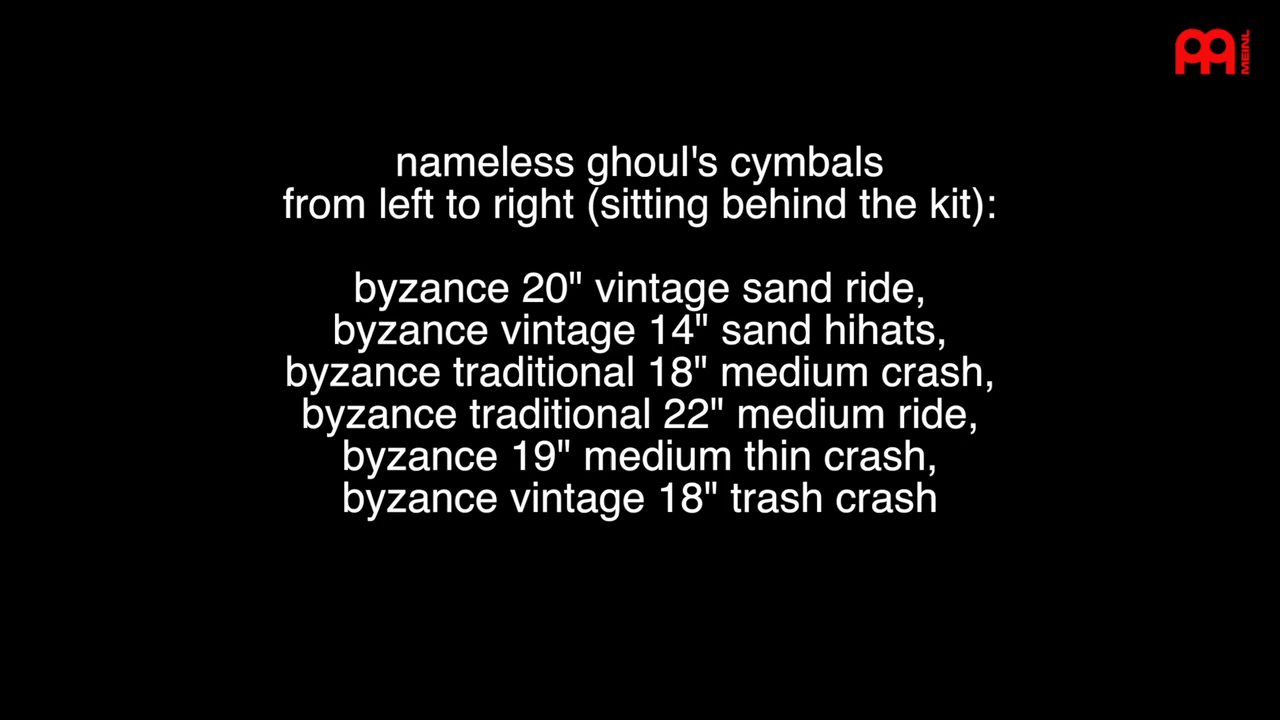 MEINL
nameless ghoul's cymbals
from left to right (sitting behind the kit):
byzance 20" vintage sand ride,
byzance vintage 14" sand hihats,
byzance traditional 18" medium crash,
byzance traditional 22" medium ride,
byzance 19" medium thin crash,
byzance vintage 18" trash crash